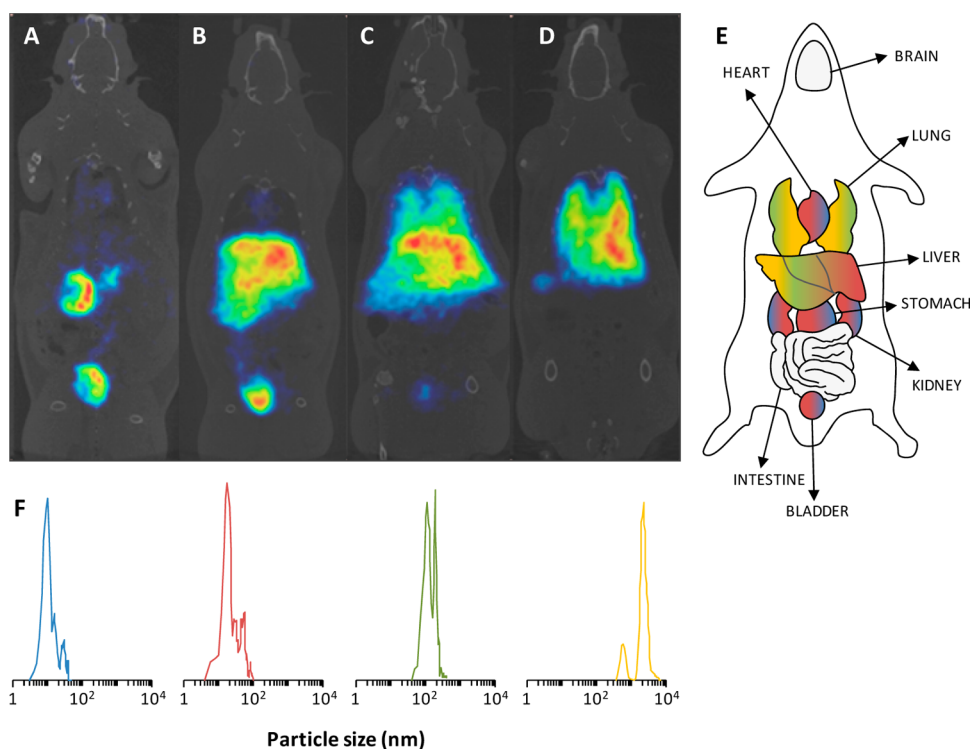 A B C D E
BRAIN
HEART
LUNG
LIVER
STOMACH
KIDNEY
INTESTINE
BLADDER
F
1 10² 10⁴ 1 10² 10⁴ 1 10² 10⁴ 1 10² 10⁴
Particle size (nm)